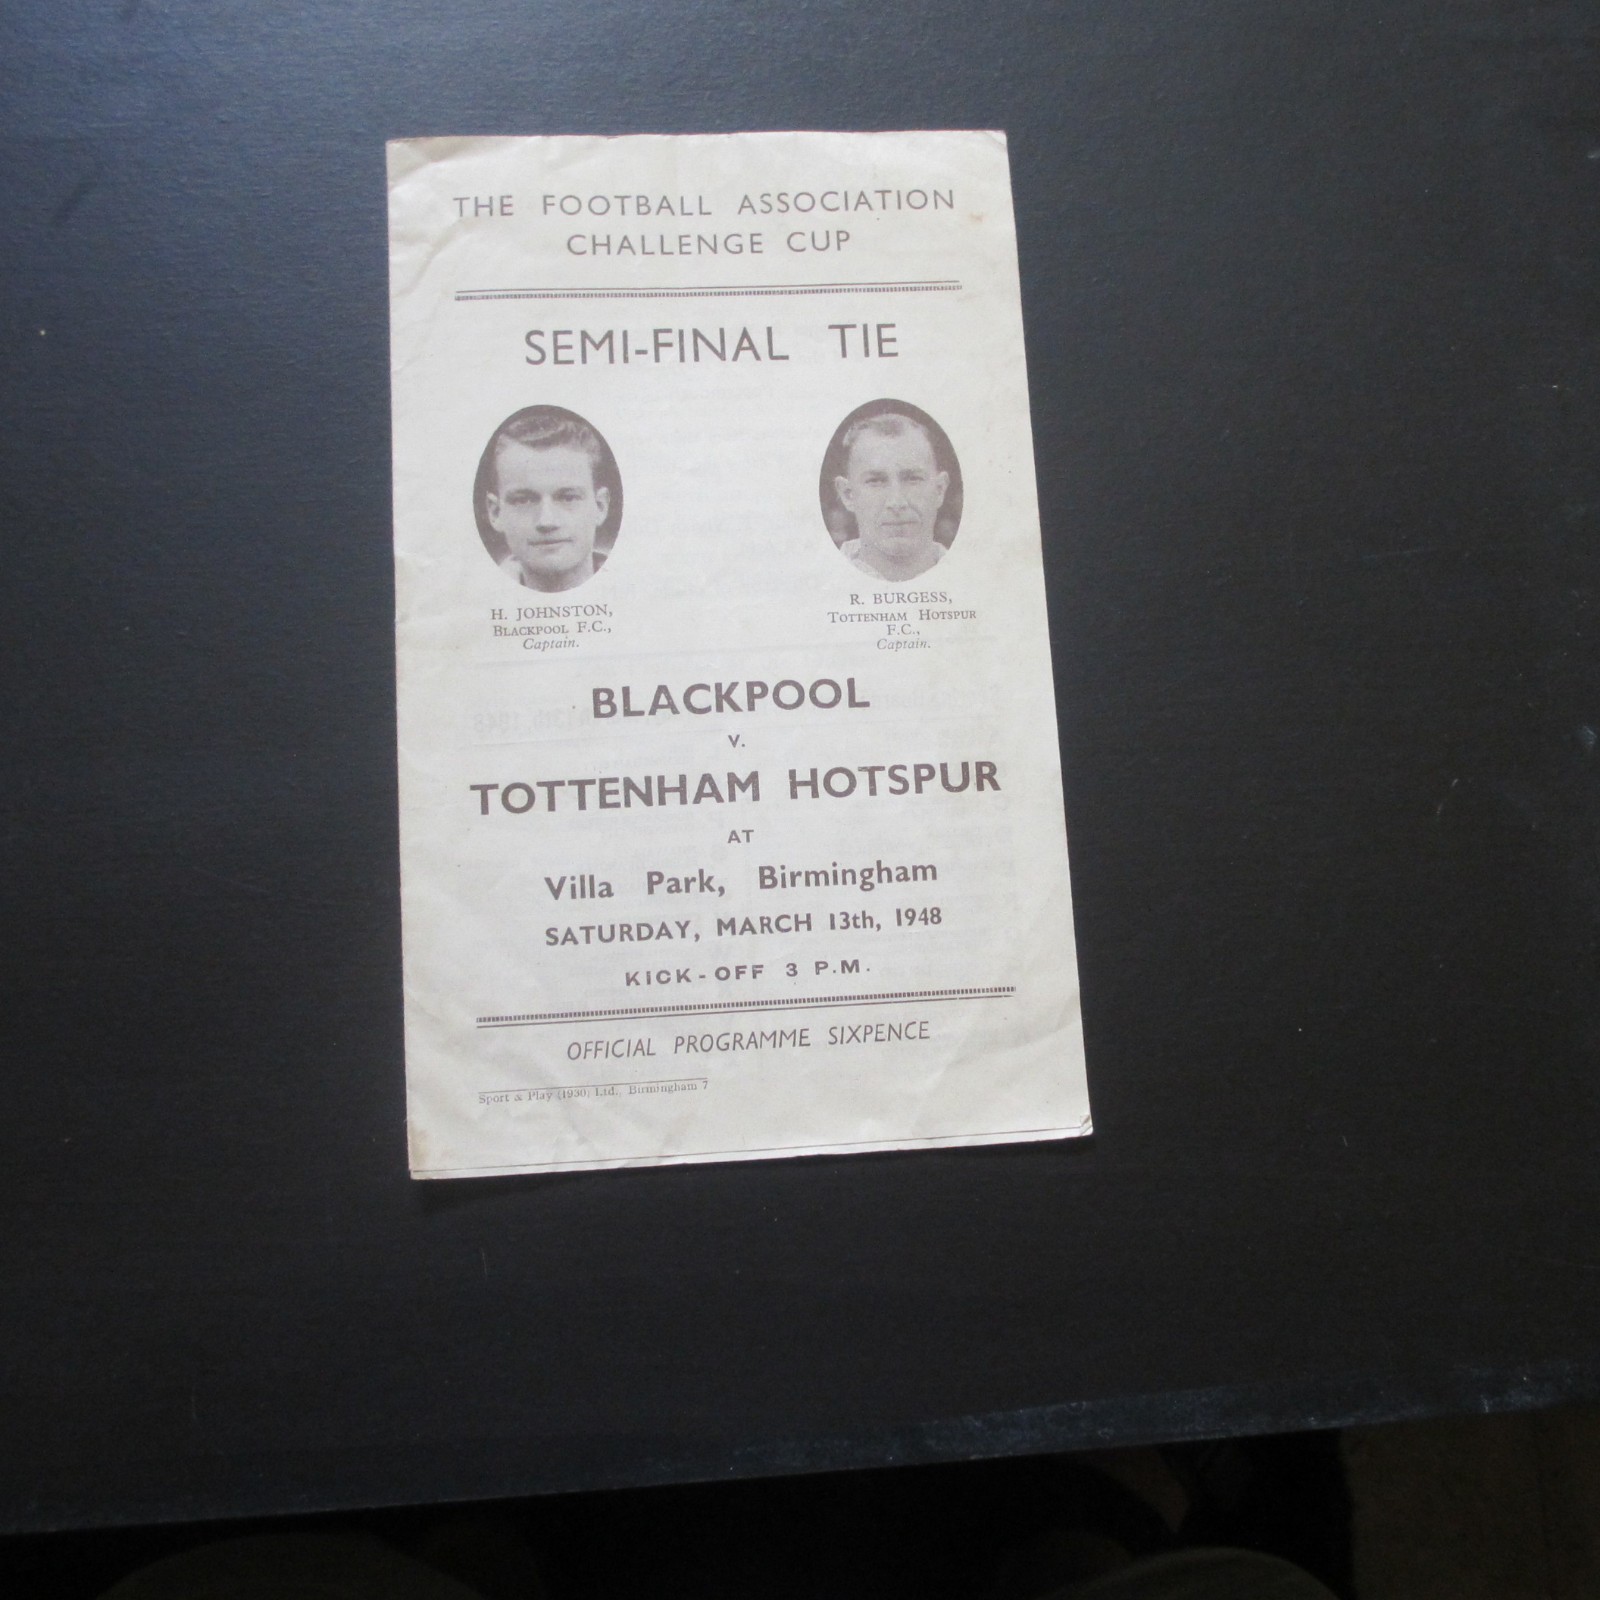 THE FOOTBALL ASSOCIATION
CHALLENGE CUP
SEMI-FINAL TIE
H. JOHNSTON,
BLACKPOOL F.C.,
Captain.
R. BURGESS,
TOTTENHAM HOTSPUR
F.C.,
Captain.
BLACKPOOL
V.
TOTTENHAM HOTSPUR
AT
Villa Park, Birmingham
SATURDAY, MARCH 13th, 1948
KICK-OFF 3 P.M.
OFFICIAL PROGRAMME SIXPENCE
Sport & Play (1930) Ltd., Birmingham 7